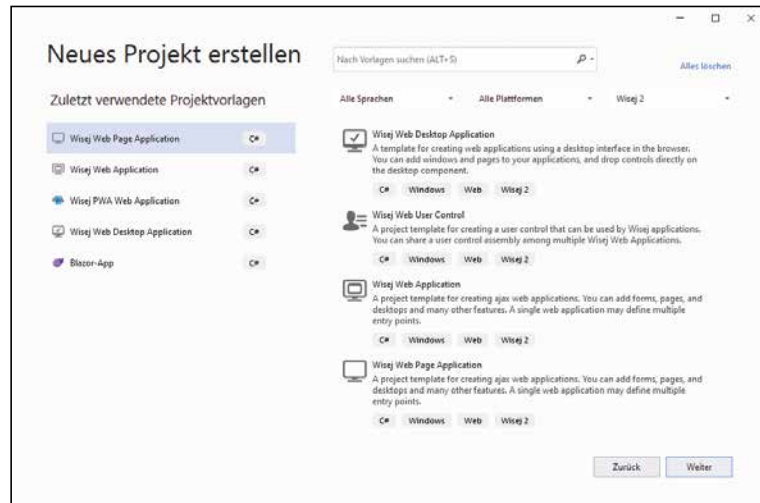 Neues Projekt erstellen
Nach Vorlagen suchen (ALT+S)
Alles löschen
Zuletzt verwendete Projektvorlagen
Alle Sprachen
Alle Plattformen
Wisej 2
Wisej Web Page Application C#
Wisej Web Application C#
Wisej PWA Web Application C#
Wisej Web Desktop Application C#
Blazor-App C#
Wisej Web Desktop Application
A template for creating web applications using a desktop interface in the browser.
You can add windows and pages to your applications, and drop controls directly on
the desktop component.
C# Windows Web Wisej 2
Wisej Web User Control
A project template for creating a user control that can be used by Wisej applications.
You can share a user control assembly among multiple Wisej Web Applications.
C# Windows Web Wisej 2
Wisej Web Application
A project template for creating ajax web applications. You can add forms, pages, and
desktops and many other features. A single web application may define multiple
entry points.
C# Windows Web Wisej 2
Wisej Web Page Application
A project template for creating ajax web applications. You can add forms, pages, and
desktops and many other features. A single web application may define multiple
entry points.
C# Windows Web Wisej 2
Zurück
Weiter